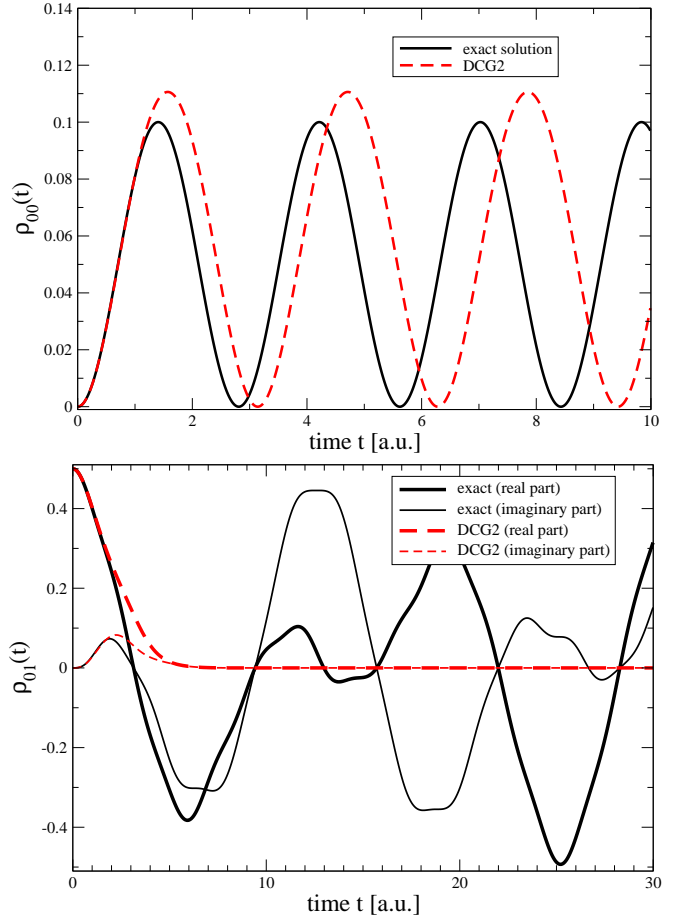 0.14
0.12
0.1
0.08
0.06
0.04
0.02
0
ρ00(t)
exact solution
DCG2
0 2 4 6 8 10
time t [a.u.]
0.4
0.2
0
-0.2
-0.4
ρ01(t)
exact (real part)
exact (imaginary part)
DCG2 (real part)
DCG2 (imaginary part)
0 10 20 30
time t [a.u.]